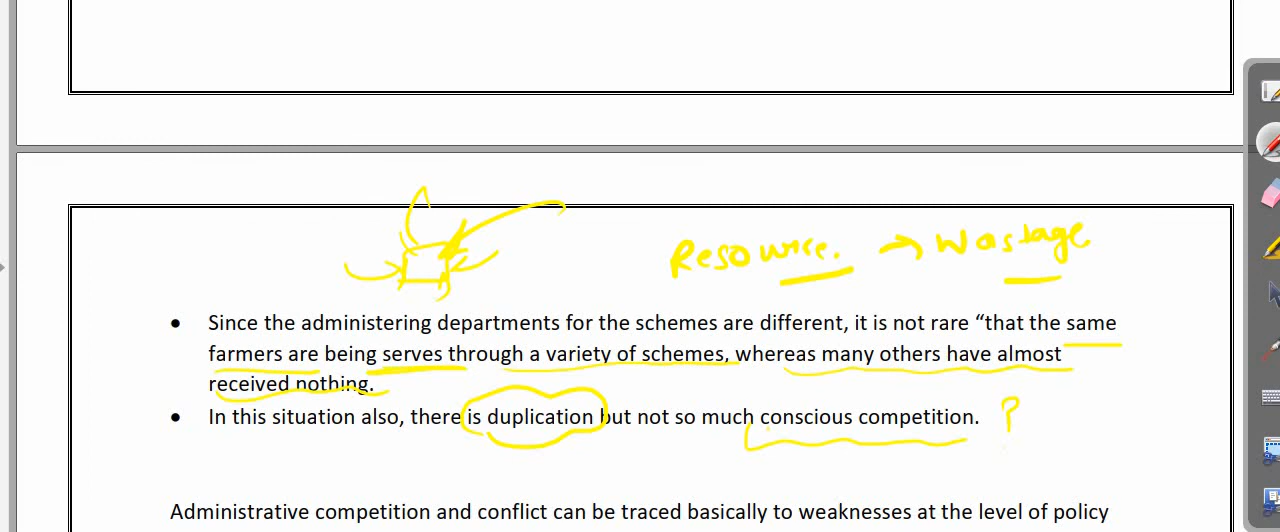 Resource. → Wastage
• Since the administering departments for the schemes are different, it is not rare “that the same
farmers are being serves through a variety of schemes, whereas many others have almost
received nothing.
• In this situation also, there is duplication but not so much conscious competition. ?
Administrative competition and conflict can be traced basically to weaknesses at the level of policy